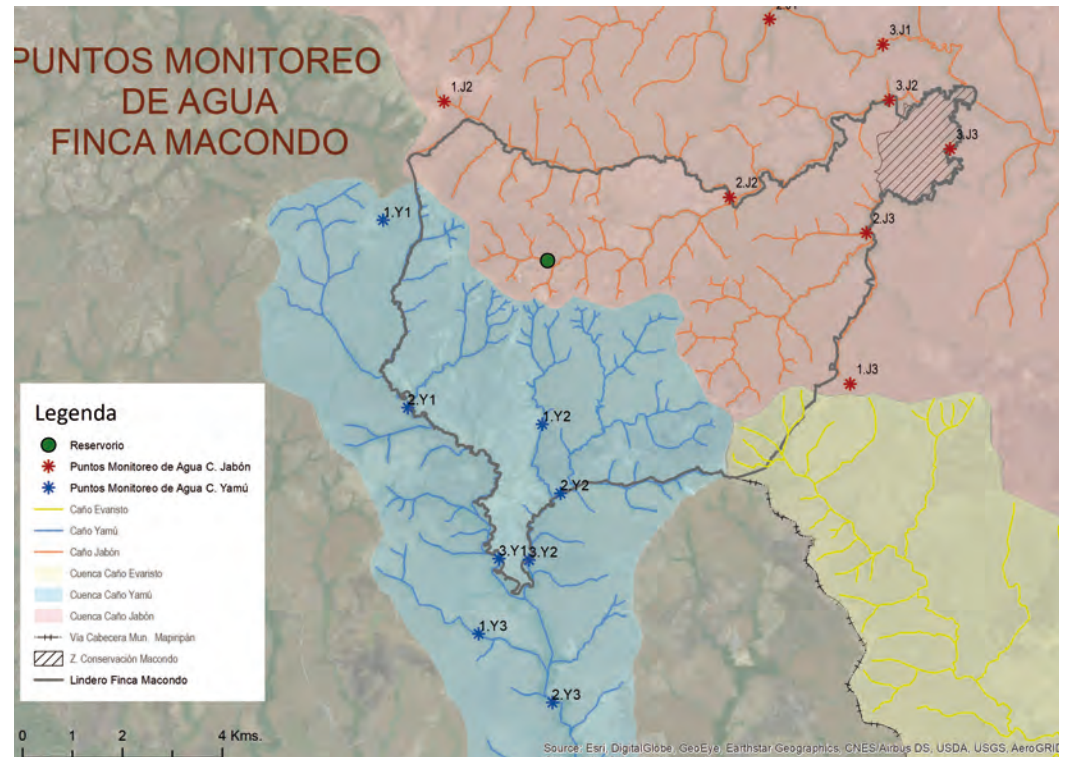 PUNTOS MONITOREO
DE AGUA
FINCA MACONDO
2.J1
3.J1
1.J2
3.J2
3.J3
2.J2
1.Y1
2.J3
1.J3
2.Y1
1.Y2
2.Y2
3.Y1
3.Y2
1.Y3
2.Y3
Legenda
Reservorio
Puntos Monitoreo de Agua C. Jabón
Puntos Monitoreo de Agua C. Yamú
Caño Evaristo
Caño Yamú
Caño Jabón
Cuenca Caño Evaristo
Cuenca Caño Yamú
Cuenca Caño Jabón
Vía Cabecera Mun. Mapiripán
Z. Conservación Macondo
Lindero Finca Macondo
0 1 2 4 Kms.
Source: Esri, DigitalGlobe, GeoEye, Earthstar Geographics, CNES/Airbus DS, USDA, USGS, AeroGRID